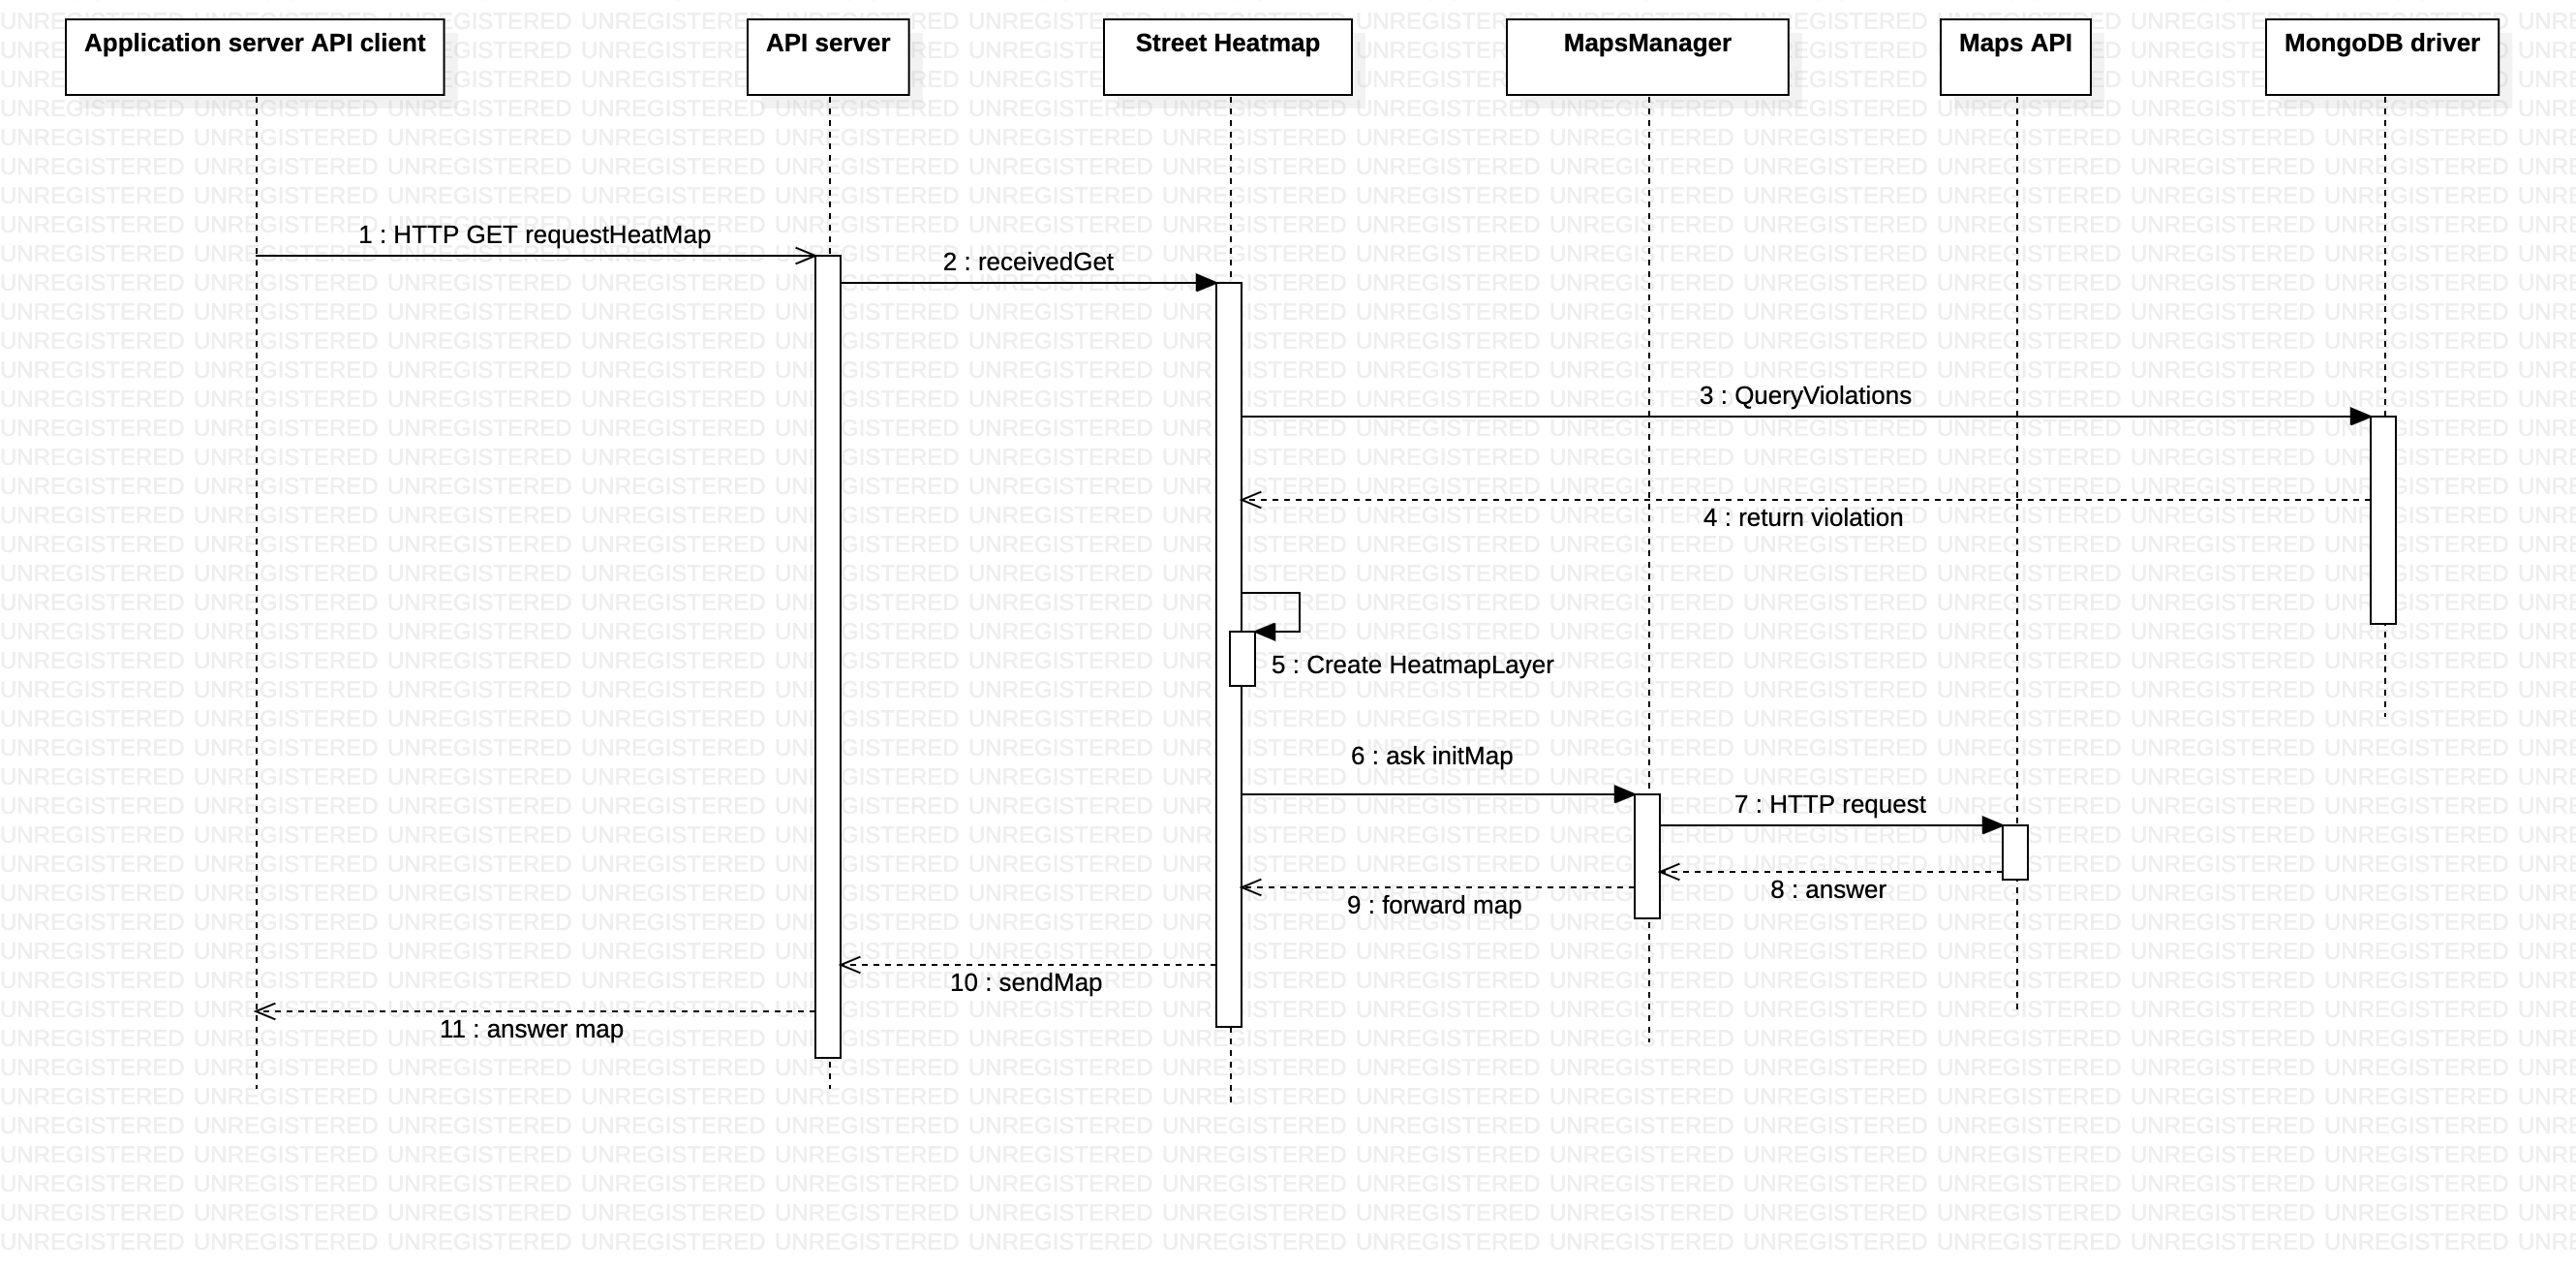 Application server API client
API server
Street Heatmap
MapsManager
Maps API
MongoDB driver
1 : HTTP GET requestHeatMap
2 : receivedGet
3 : QueryViolations
4 : return violation
5 : Create HeatmapLayer
6 : ask initMap
7 : HTTP request
8 : answer
9 : forward map
10 : sendMap
11 : answer map
UNREGISTERED